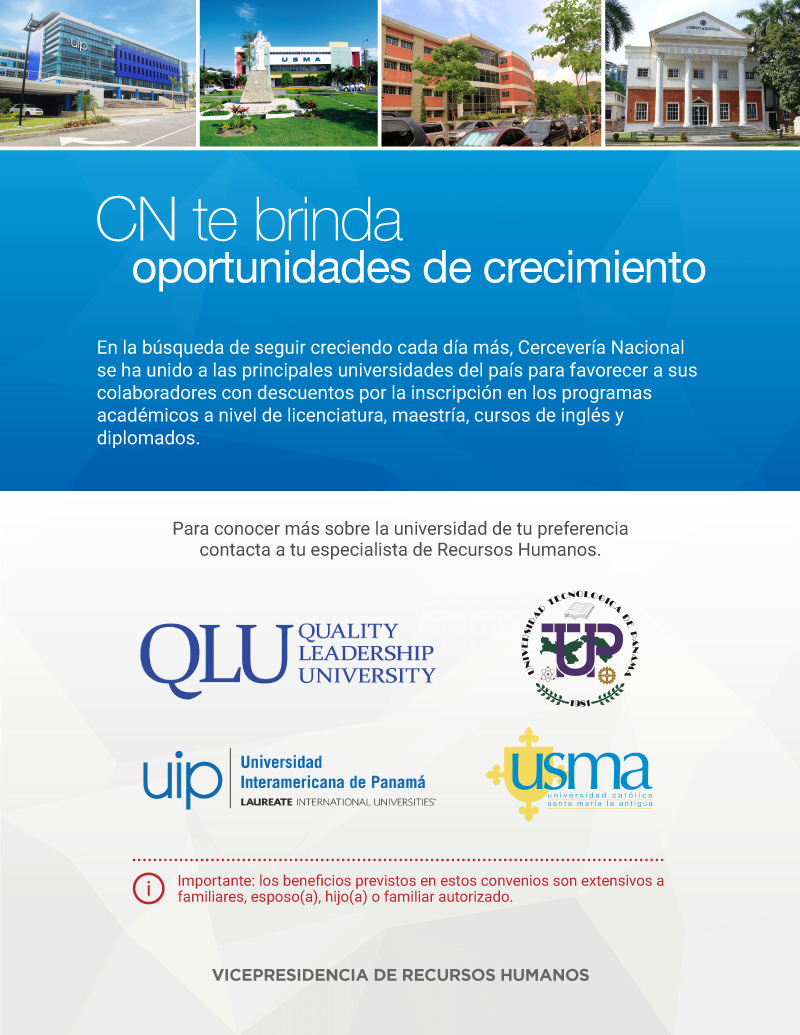 uip
USMA
CN te brinda
oportunidades de crecimiento
En la búsqueda de seguir creciendo cada día más, Cercevería Nacional
se ha unido a las principales universidades del país para favorecer a sus
colaboradores con descuentos por la inscripción en los programas
académicos a nivel de licenciatura, maestría, cursos de inglés y
diplomados.
Para conocer más sobre la universidad de tu preferencia
contacta a tu especialista de Recursos Humanos.
QLU
QUALITY
LEADERSHIP
UNIVERSITY
UNIVERSIDAD TECNOLOGICA DE PANAMA
UTP
1981
uip
Universidad
Interamericana de Panamá
LAUREATE INTERNATIONAL UNIVERSITIES®
usma
universidad católica
santa maría la antigua
i
Importante: los beneficios previstos en estos convenios son extensivos a
familiares, esposo(a), hijo(a) o familiar autorizado.
VICEPRESIDENCIA DE RECURSOS HUMANOS